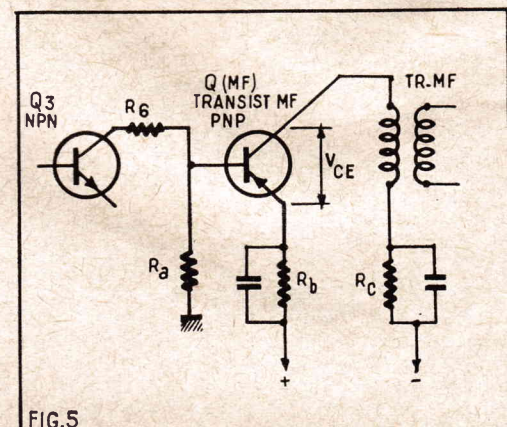 Q3
NPN
R6
Q (MF)
TRANSIST MF
PNP
TR-MF
VCE
Ra
Rb
Rc
+
-
FIG.5